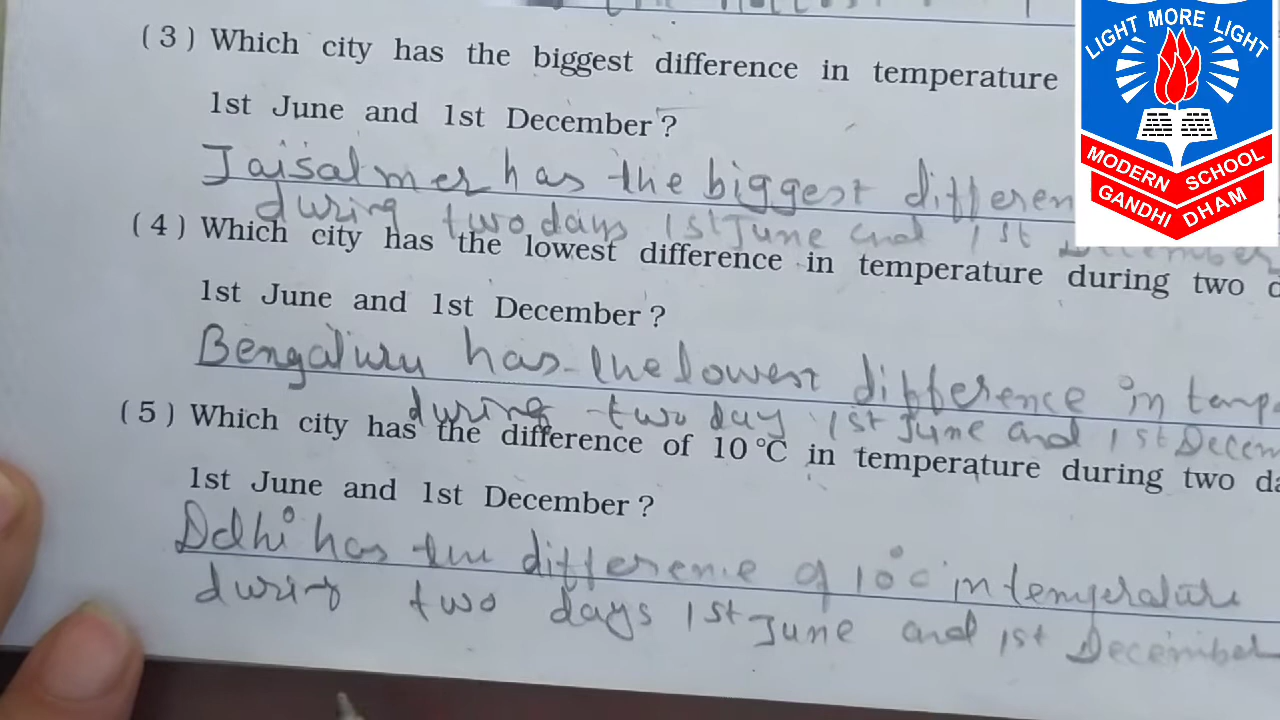 (3) Which city has the biggest difference in temperature
1st June and 1st December?
Jaisalmer has the biggest differen
during two days 1st June and 1st December
(4) Which city has the lowest difference in temperature during two d
1st June and 1st December?
Bengaluru has the lowest difference in temp
during two day 1st June and 1st Decem
(5) Which city has the difference of 10 °C in temperature during two da
1st June and 1st December?
Delhi has the difference of 10°C in temperature
during two days 1st June and 1st December
LIGHT MORE LIGHT
MODERN SCHOOL
GANDHI DHAM